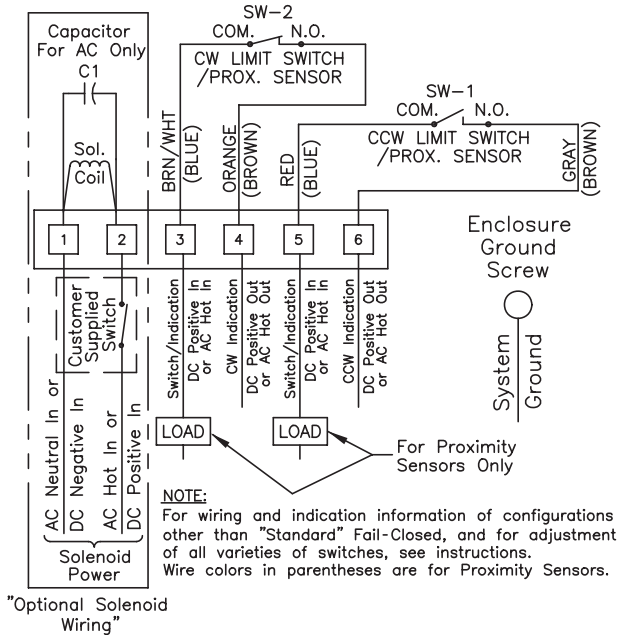 SW-2
COM. N.O.
CW LIMIT SWITCH
/PROX. SENSOR
Capacitor
For AC Only
C1
Sol.
Coil
SW-1
COM. N.O.
CCW LIMIT SWITCH
/PROX. SENSOR
BRN/WHT
(BLUE)
ORANGE
(BROWN)
RED
(BLUE)
GRAY
(BROWN)
1 2 3 4 5 6
Enclosure
Ground
Screw
System
Ground
Customer
Supplied
Switch
Switch/Indication
DC Positive In
or AC Hot In
CW Indication
DC Positive Out
or AC Hot Out
Switch/Indication
DC Positive In
or AC Hot In
CCW Indication
DC Positive Out
or AC Hot Out
LOAD
LOAD
For Proximity
Sensors Only
AC Neutral In or
DC Negative In
AC Hot In or
DC Positive In
Solenoid
Power
"Optional Solenoid
Wiring"
NOTE:
For wiring and indication information of configurations
other than "Standard" Fail-Closed, and for adjustment
of all varieties of switches, see instructions.
Wire colors in parentheses are for Proximity Sensors.